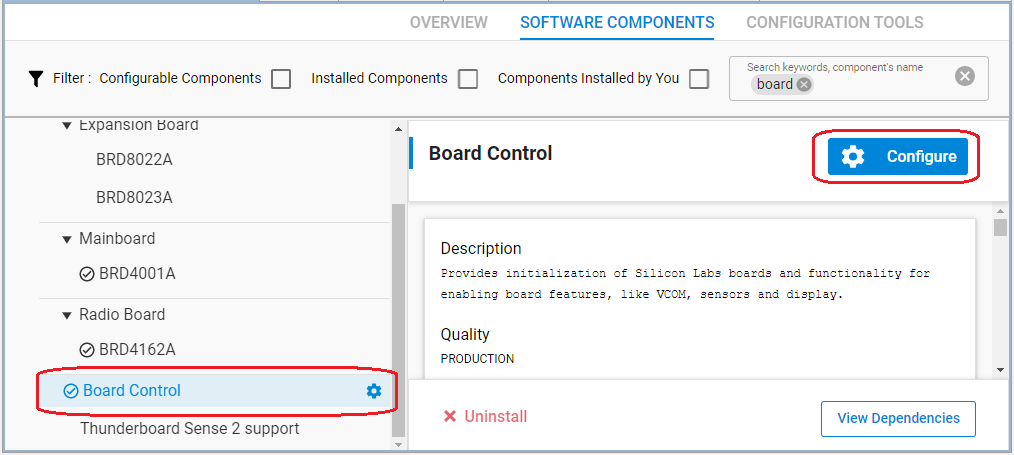 OVERVIEW SOFTWARE COMPONENTS CONFIGURATION TOOLS
Filter : Configurable Components Installed Components Components Installed by You
Search keywords, component's name
board
Expansion Board
BRD8022A
BRD8023A
Mainboard
BRD4001A
Radio Board
BRD4162A
Board Control
Thunderboard Sense 2 support
Board Control
Configure
Description
Provides initialization of Silicon Labs boards and functionality for
enabling board features, like VCOM, sensors and display.
Quality
PRODUCTION
Uninstall
View Dependencies